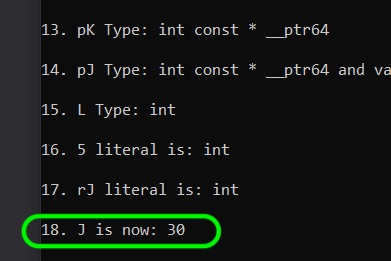 13. pK Type: int const * __ptr64
14. pJ Type: int const * __ptr64 and va
15. L Type: int
16. 5 literal is: int
17. rJ literal is: int
18. J is now: 30